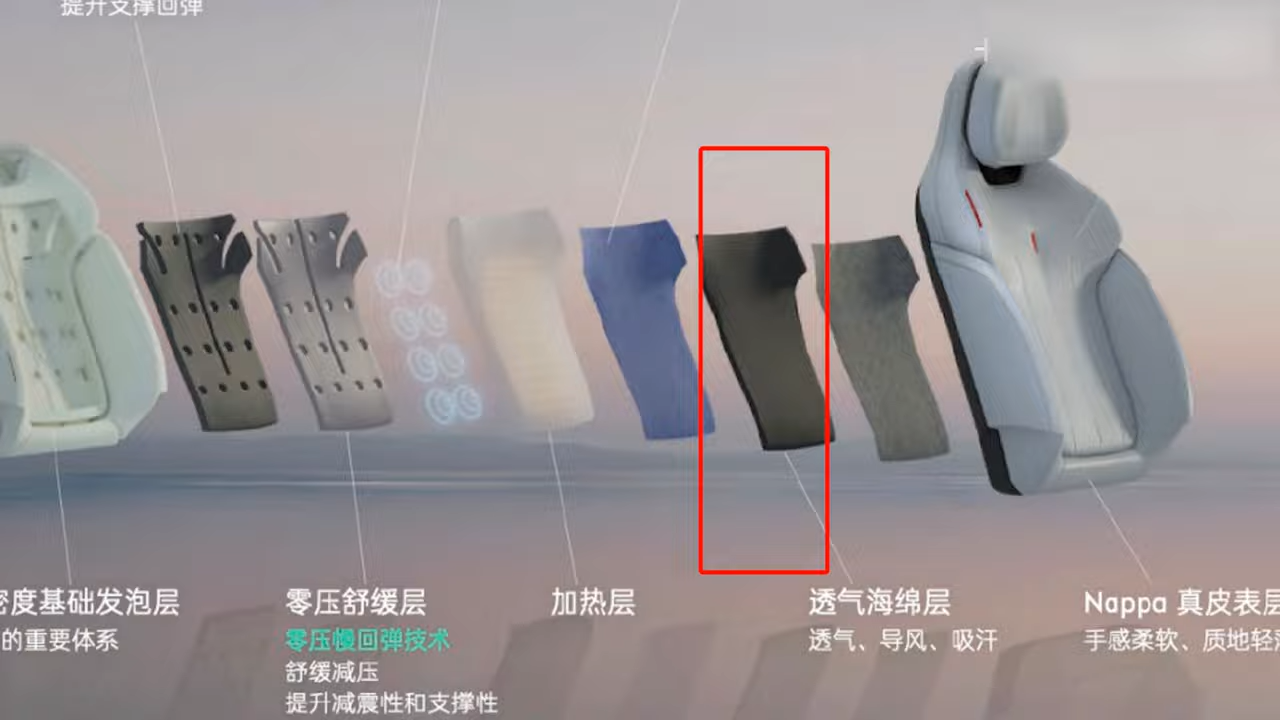 提升支撑回弹
密度基础发泡层
的重要体系
零压舒缓层
零压慢回弹技术
舒缓减压
提升减震性和支撑性
加热层
透气海绵层
透气、导风、吸汗
Nappa 真皮表层
手感柔软、质地轻